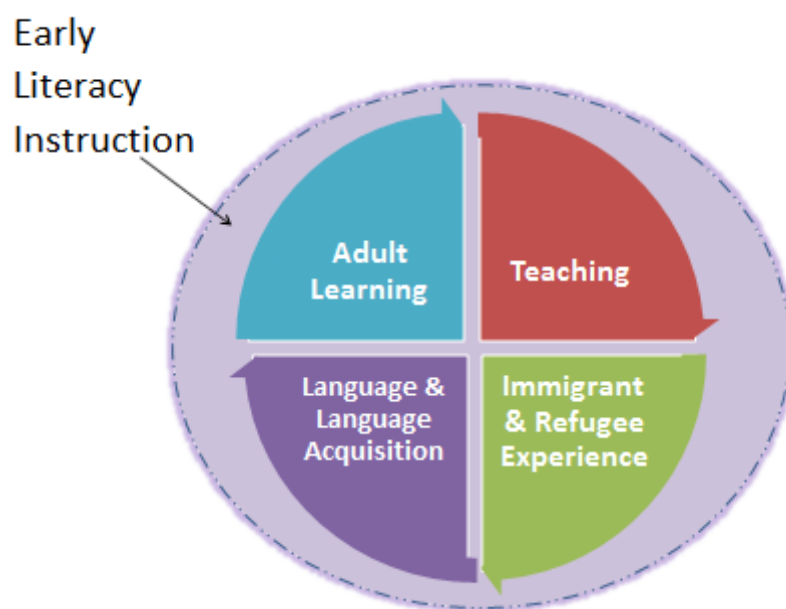 Early
Literacy
Instruction
Adult
Learning
Teaching
Language &
Language
Acquisition
Immigrant
& Refugee
Experience